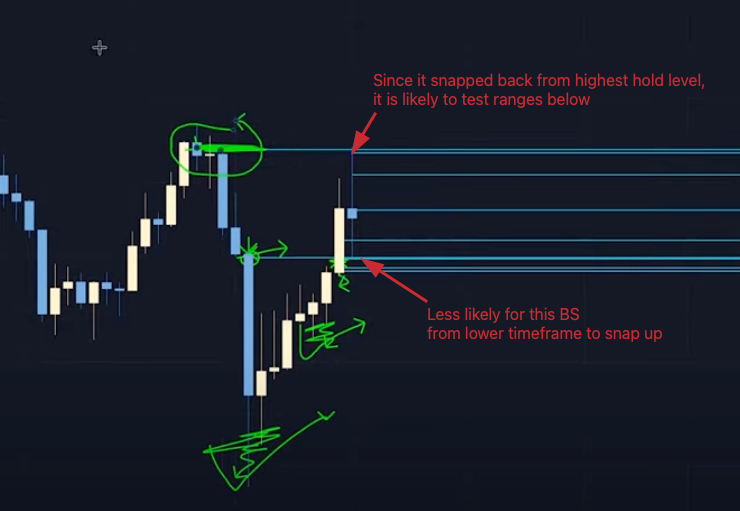 Since it snapped back from highest hold level,
it is likely to test ranges below
Less likely for this BS
from lower timeframe to snap up